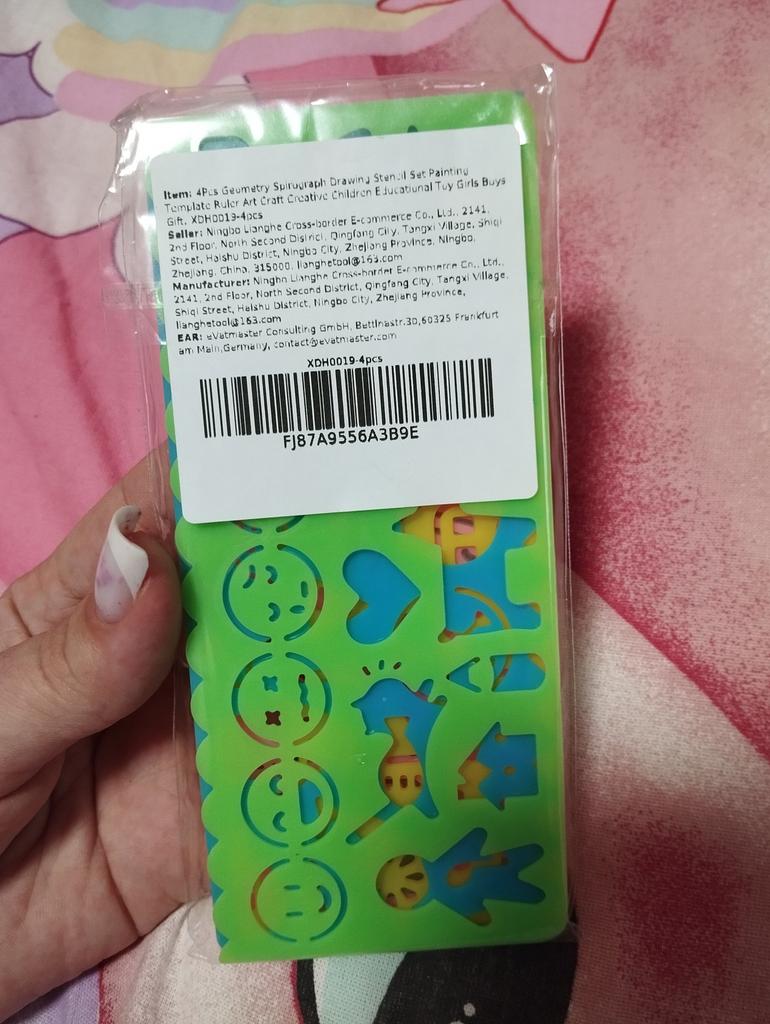 Item: 4Pcs Geometry Spirograph Drawing Stencil Set Painting
Template Ruler Art Craft Creative Children Educational Toy Girls Boys
Gift, XDH0019-4pcs
Seller: Ningbo Lianghe Cross-border E-commerce Co., Ltd., 2141,
2nd Floor, North Second District, Qingfang City, Tangxi Village, Shiqi
Street, Haishu District, Ningbo City, Zhejiang Province, Ningbo,
Zhejiang, China, 315000, lianghetool@163.com
Manufacturer: Ningbo Lianghe Cross-border E-commerce Co., Ltd.,
2141, 2nd Floor, North Second District, Qingfang City, Tangxi Village,
Shiqi Street, Haishu District, Ningbo City, Zhejiang Province,
lianghetool@163.com
EAR: eVatmaster Consulting GmbH, Bettinastr.30,60325 Frankfurt
am Main,Germany, contact@evatmaster.com
XDH0019-4pcs
FJ87A9556A3B9E